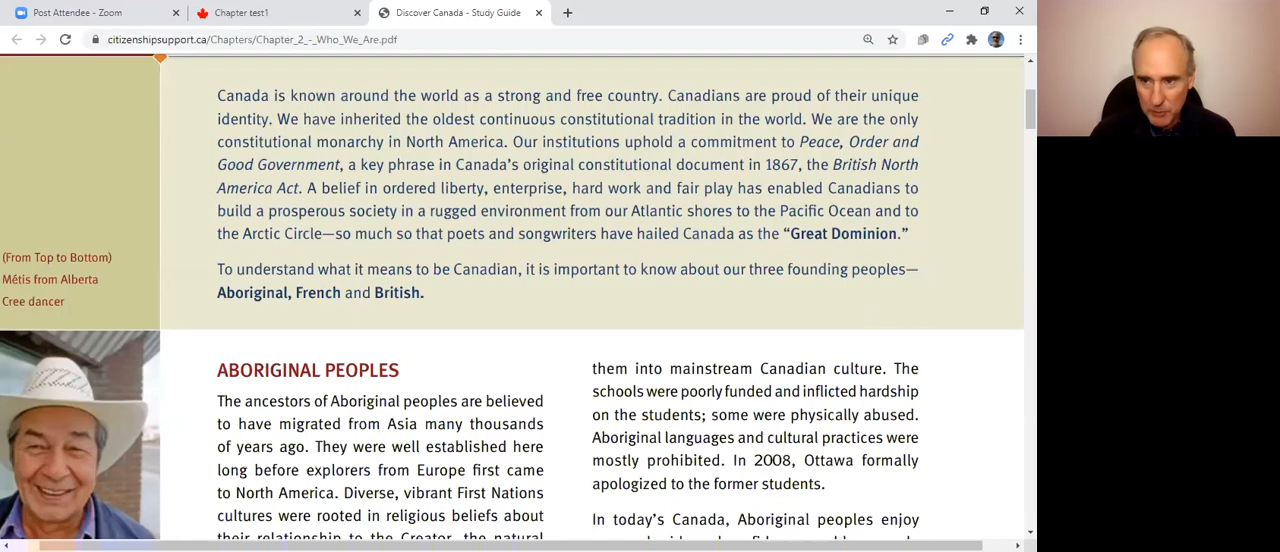 Post Attendee - Zoom
Chapter test1
Discover Canada - Study Guide
citizenshipsupport.ca/Chapters/Chapter_2_-_Who_We_Are.pdf
Canada is known around the world as a strong and free country. Canadians are proud of their unique
identity. We have inherited the oldest continuous constitutional tradition in the world. We are the only
constitutional monarchy in North America. Our institutions uphold a commitment to Peace, Order and
Good Government, a key phrase in Canada's original constitutional document in 1867, the British North
America Act. A belief in ordered liberty, enterprise, hard work and fair play has enabled Canadians to
build a prosperous society in a rugged environment from our Atlantic shores to the Pacific Ocean and to
the Arctic Circle—so much so that poets and songwriters have hailed Canada as the “Great Dominion.”
To understand what it means to be Canadian, it is important to know about our three founding peoples—
Aboriginal, French and British.
(From Top to Bottom)
Métis from Alberta
Cree dancer
ABORIGINAL PEOPLES
The ancestors of Aboriginal peoples are believed
to have migrated from Asia many thousands
of years ago. They were well established here
long before explorers from Europe first came
to North America. Diverse, vibrant First Nations
cultures were rooted in religious beliefs about
their relationship to the Creator, the natural
them into mainstream Canadian culture. The
schools were poorly funded and inflicted hardship
on the students; some were physically abused.
Aboriginal languages and cultural practices were
mostly prohibited. In 2008, Ottawa formally
apologized to the former students.
In today's Canada, Aboriginal peoples enjoy